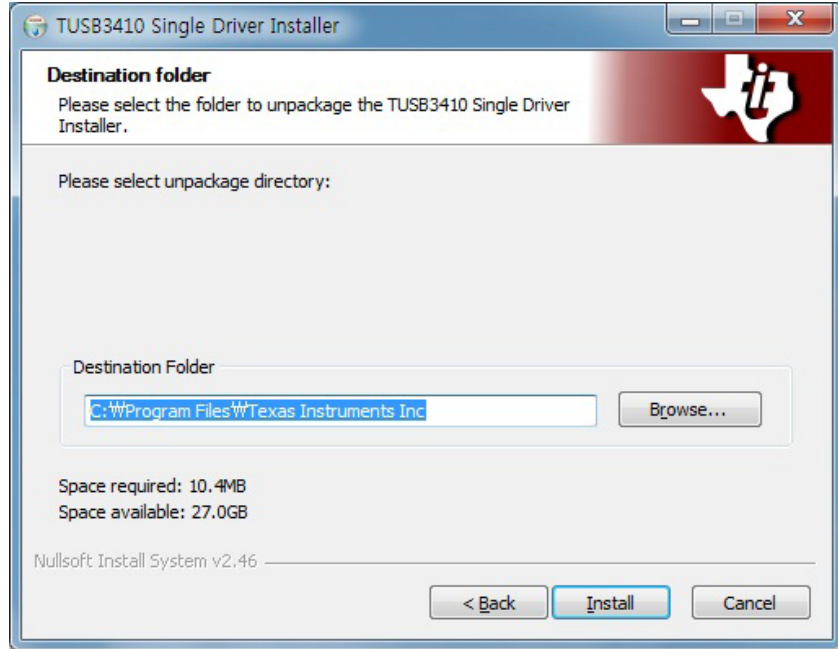 TUSB3410 Single Driver Installer
Destination folder
Please select the folder to unpackage the TUSB3410 Single Driver
Installer.
Please select unpackage directory:
Destination Folder
C:₩Program Files₩Texas Instruments Inc
Browse...
Space required: 10.4MB
Space available: 27.0GB
Nullsoft Install System v2.46
< Back
Install
Cancel